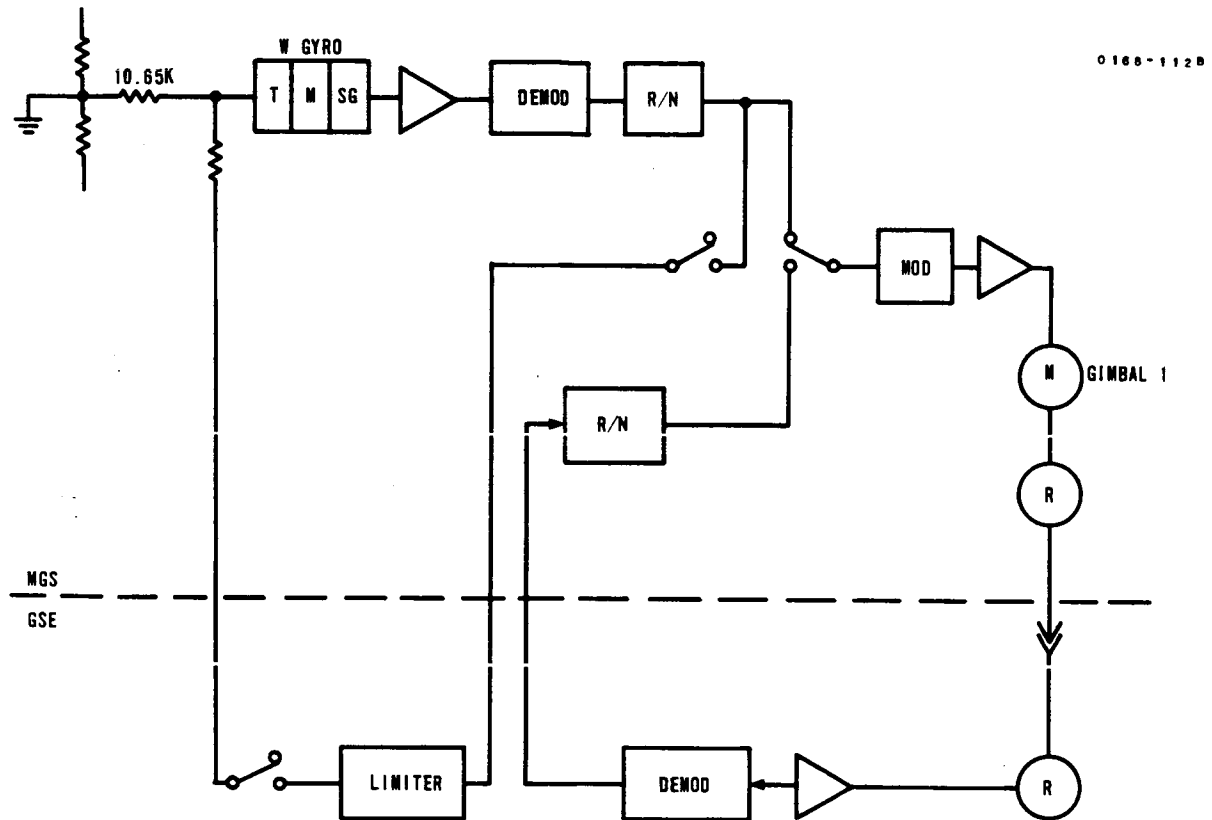 W GYRO
0168-112B
10.65K
T M SG
DEMOD
R/N
MOD
M
GIMBAL 1
R/N
R
MGS
GSE
LIMITER
DEMOD
R